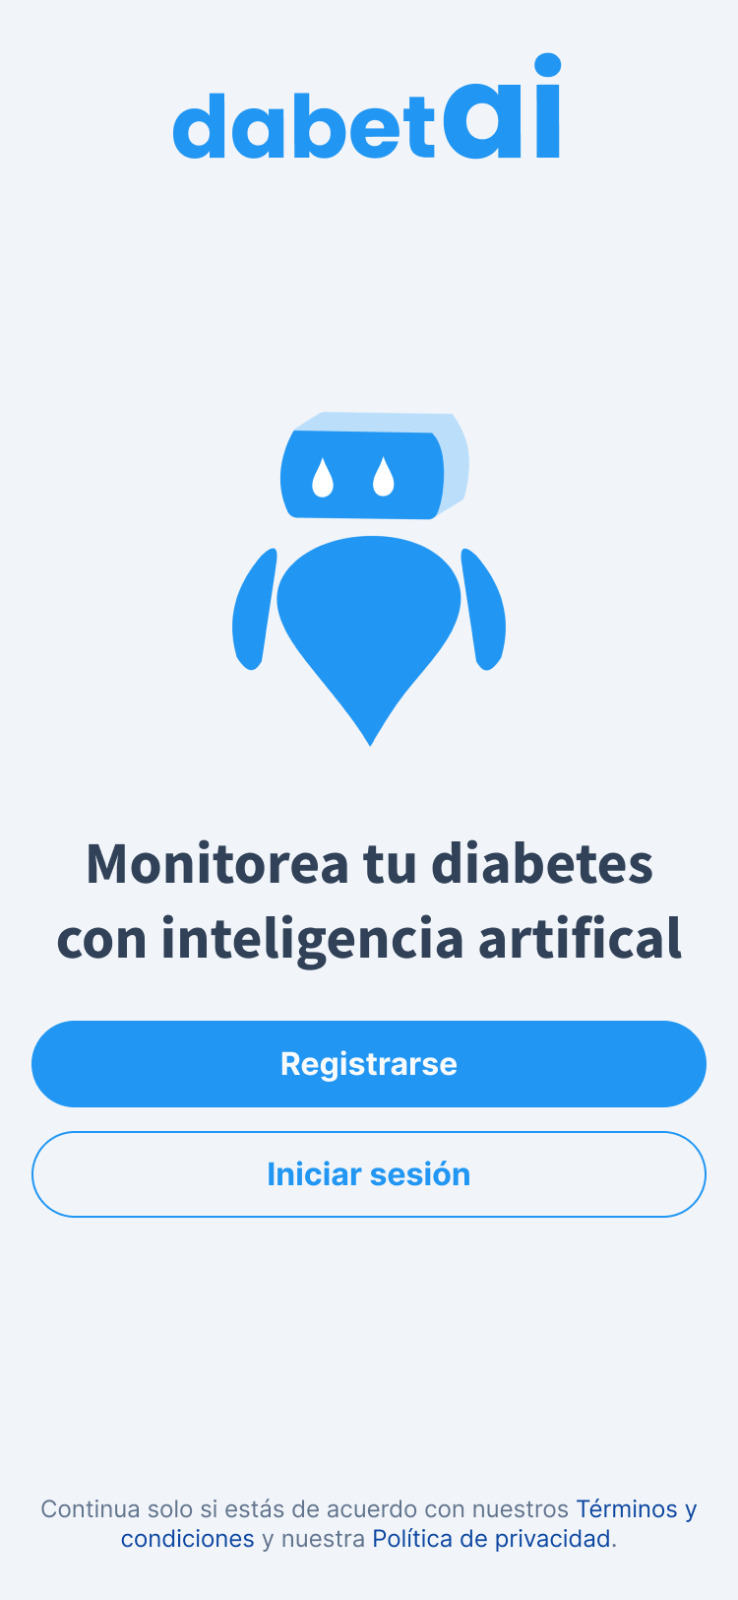 dabetai
Monitorea tu diabetes
con inteligencia artifical
Registrarse
Iniciar sesión
Continua solo si estás de acuerdo con nuestros Términos y
condiciones y nuestra Política de privacidad.